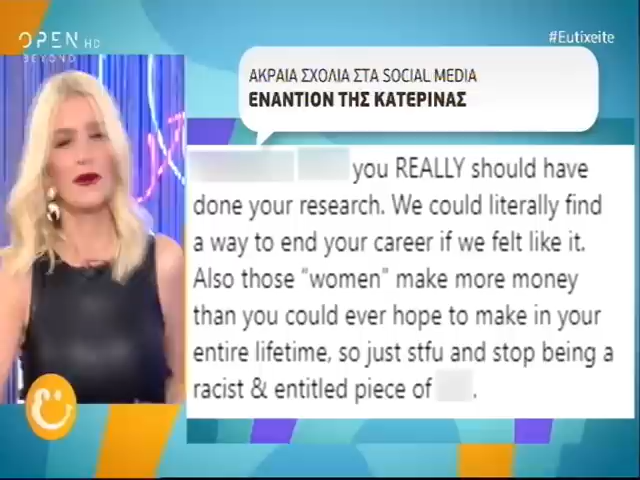 OPEN HD
BEYOND
#Eutixeite
ΑΚΡΑΙΑ ΣΧΟΛΙΑ ΣΤΑ SOCIAL MEDIA
ΕΝΑΝΤΙΟΝ ΤΗΣ ΚΑΤΕΡΙΝΑΣ
you REALLY should have
done your research. We could literally find
a way to end your career if we felt like it.
Also those "women" make more money
than you could ever hope to make in your
entire lifetime, so just stfu and stop being a
racist & entitled piece of .